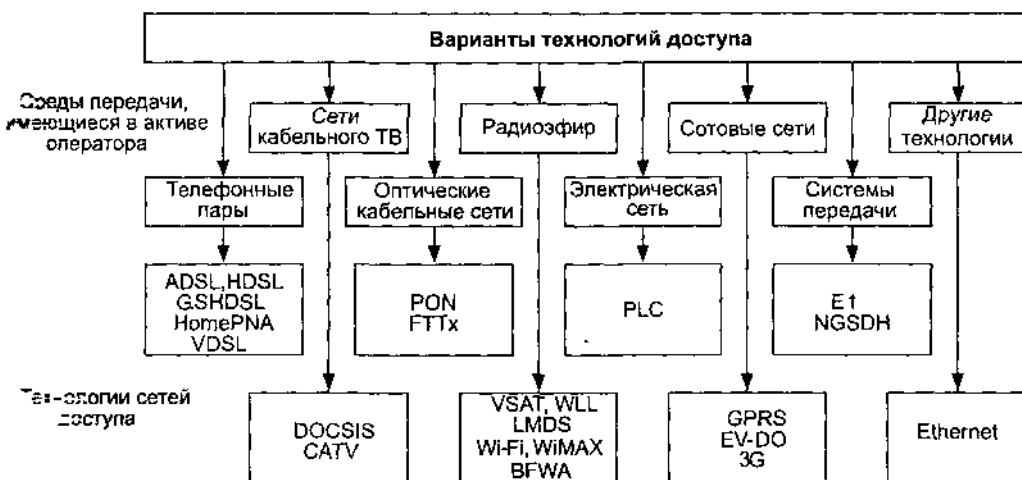 Варианты технологий доступа
Среды передачи,
имеющиеся в активе
оператора
Сети
кабельного ТВ
Радиоэфир
Сотовые сети
Другие
технологии
Телефонные
пары
Оптические
кабельные сети
Электрическая
сеть
Системы
передачи
ADSL, HDSL
G.SHDSL
HomePNA
VDSL
PON
FTTx
PLC
E1
NGSDH
Технологии сетей
доступа
DOCSIS
CATV
VSAT, WLL
LMDS
Wi-Fi, WiMAX
BFWA
GPRS
EV-DO
3G
Ethernet